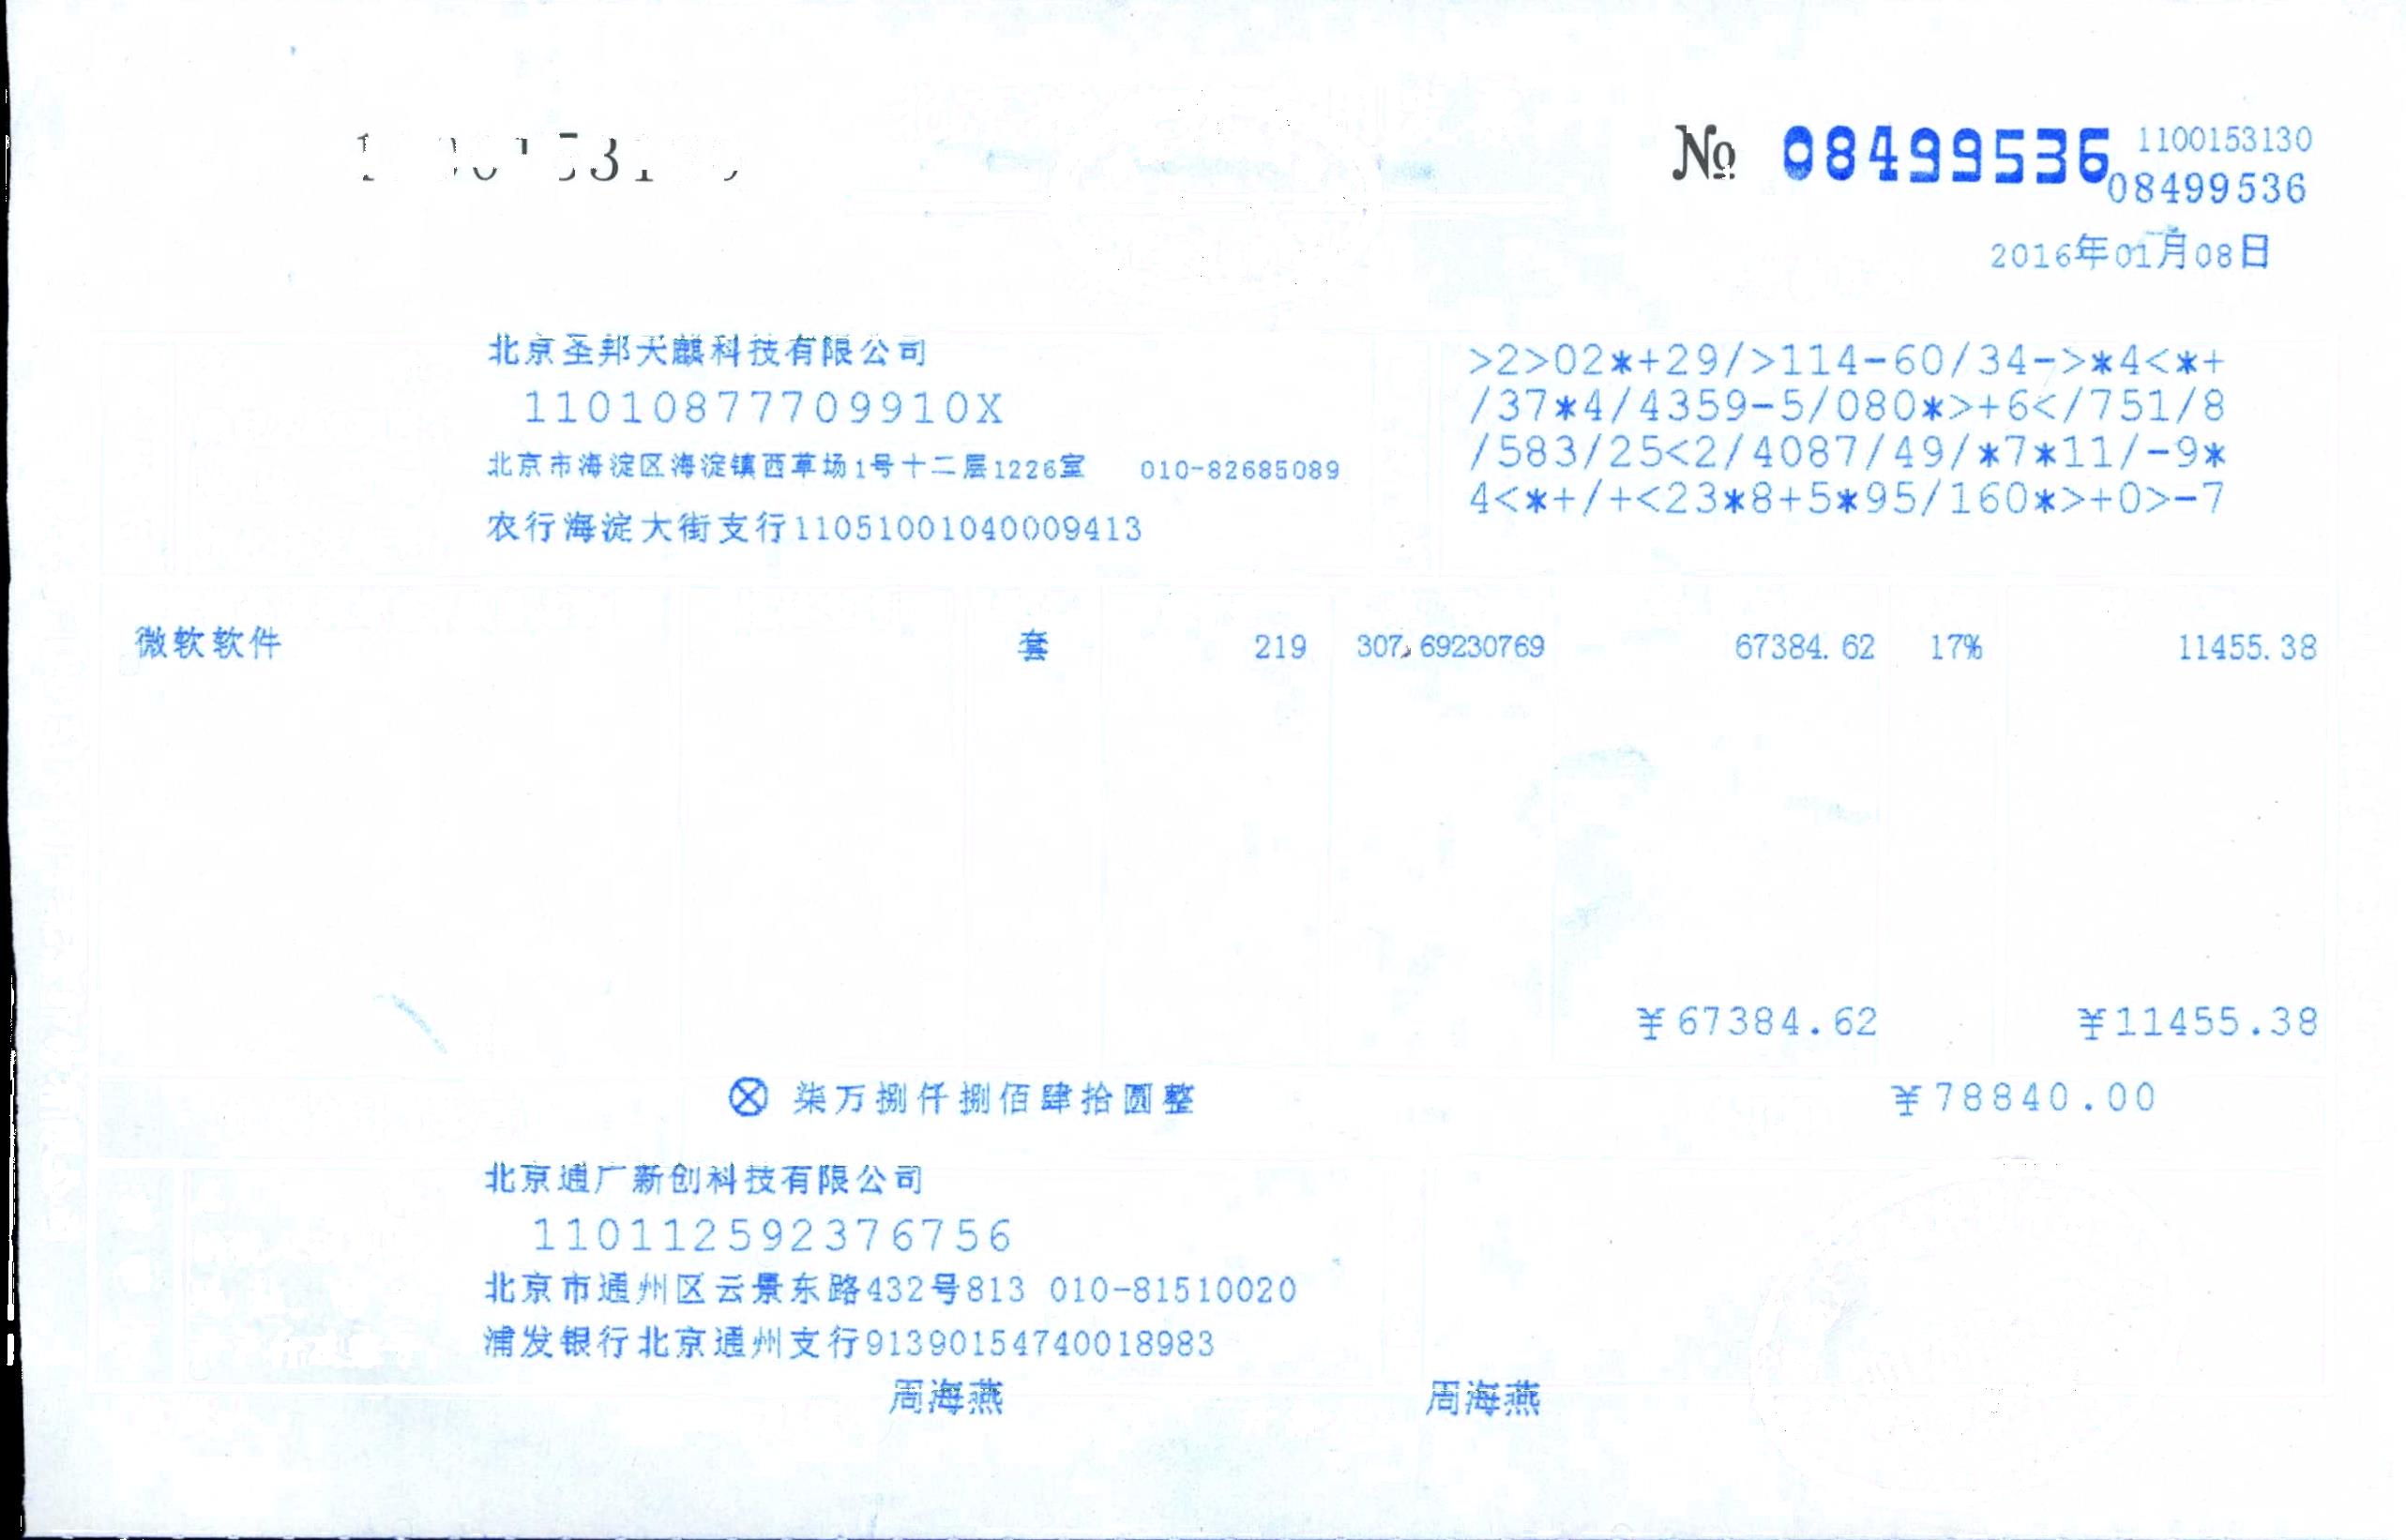 № 08499536 1100153130
08499536
2016年01月08日
北京圣邦天麒科技有限公司
11010877709910X
北京市海淀区海淀镇西草场1号十二层1226室 010-82685089
农行海淀大街支行11051001040009413
>2>02*+29/>114-60/34->*4<*+
/37*4/4359-5/080*>+6</751/8
/583/25<2/4087/49/*7*11/-9*
4<*+/+<23*8+5*95/160*>+0>-7
微软软件 套 219 307.69230769 67384.62 17% 11455.38
¥67384.62 ¥11455.38
ⓧ 柒万捌仟捌佰肆拾圆整 ¥78840.00
北京通广新创科技有限公司
110112592376756
北京市通州区云景东路432号813 010-81510020
浦发银行北京通州支行91390154740018983
周海燕 周海燕